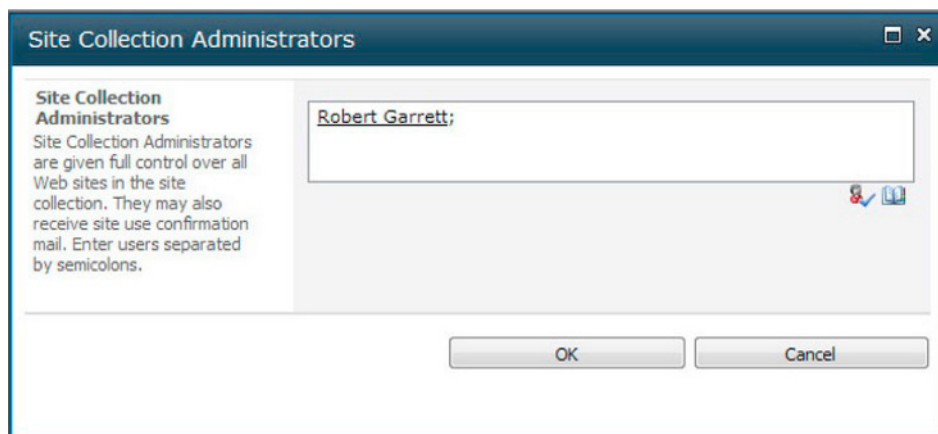 Site Collection Administrators
Site Collection
Administrators
Site Collection Administrators
are given full control over all
Web sites in the site
collection. They may also
receive site use confirmation
mail. Enter users separated
by semicolons.
Robert Garrett;
OK
Cancel